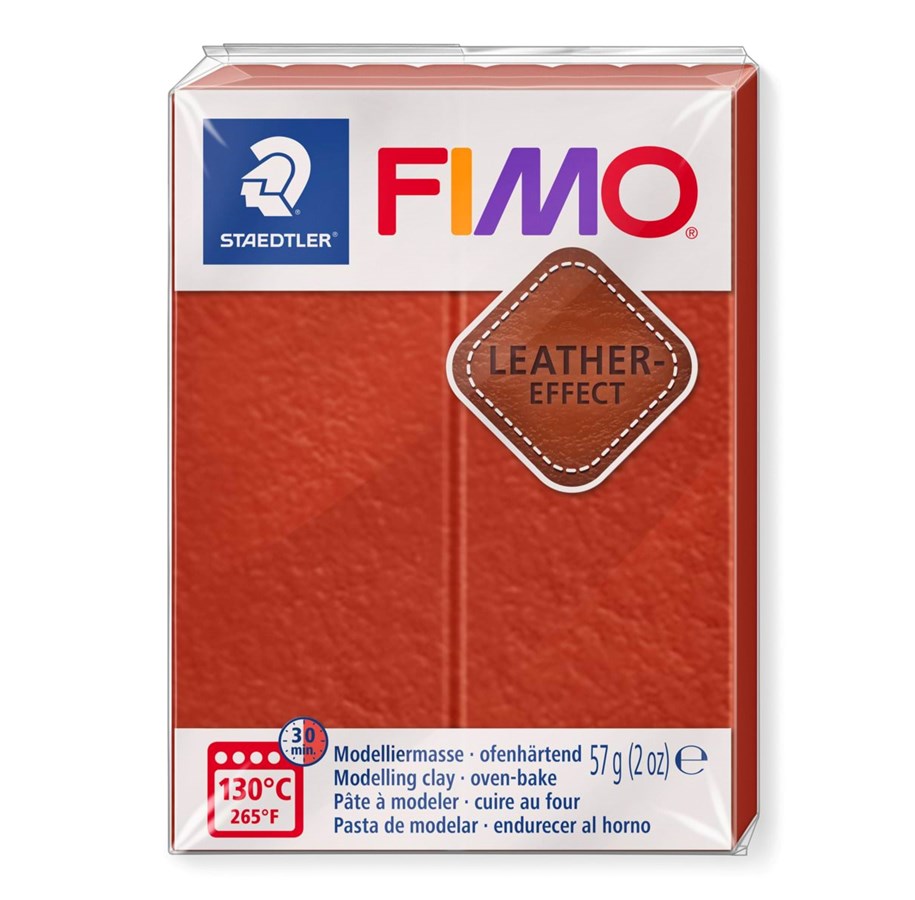 STAEDTLER®
FIMO®
LEATHER-
EFFECT
30
min.
130°C
265°F
Modelliermasse · ofenhärtend
Modelling clay · oven-bake
Pâte à modeler · cuire au four
Pasta de modelar · endurecer al horno
57 g (2 oz) ℮